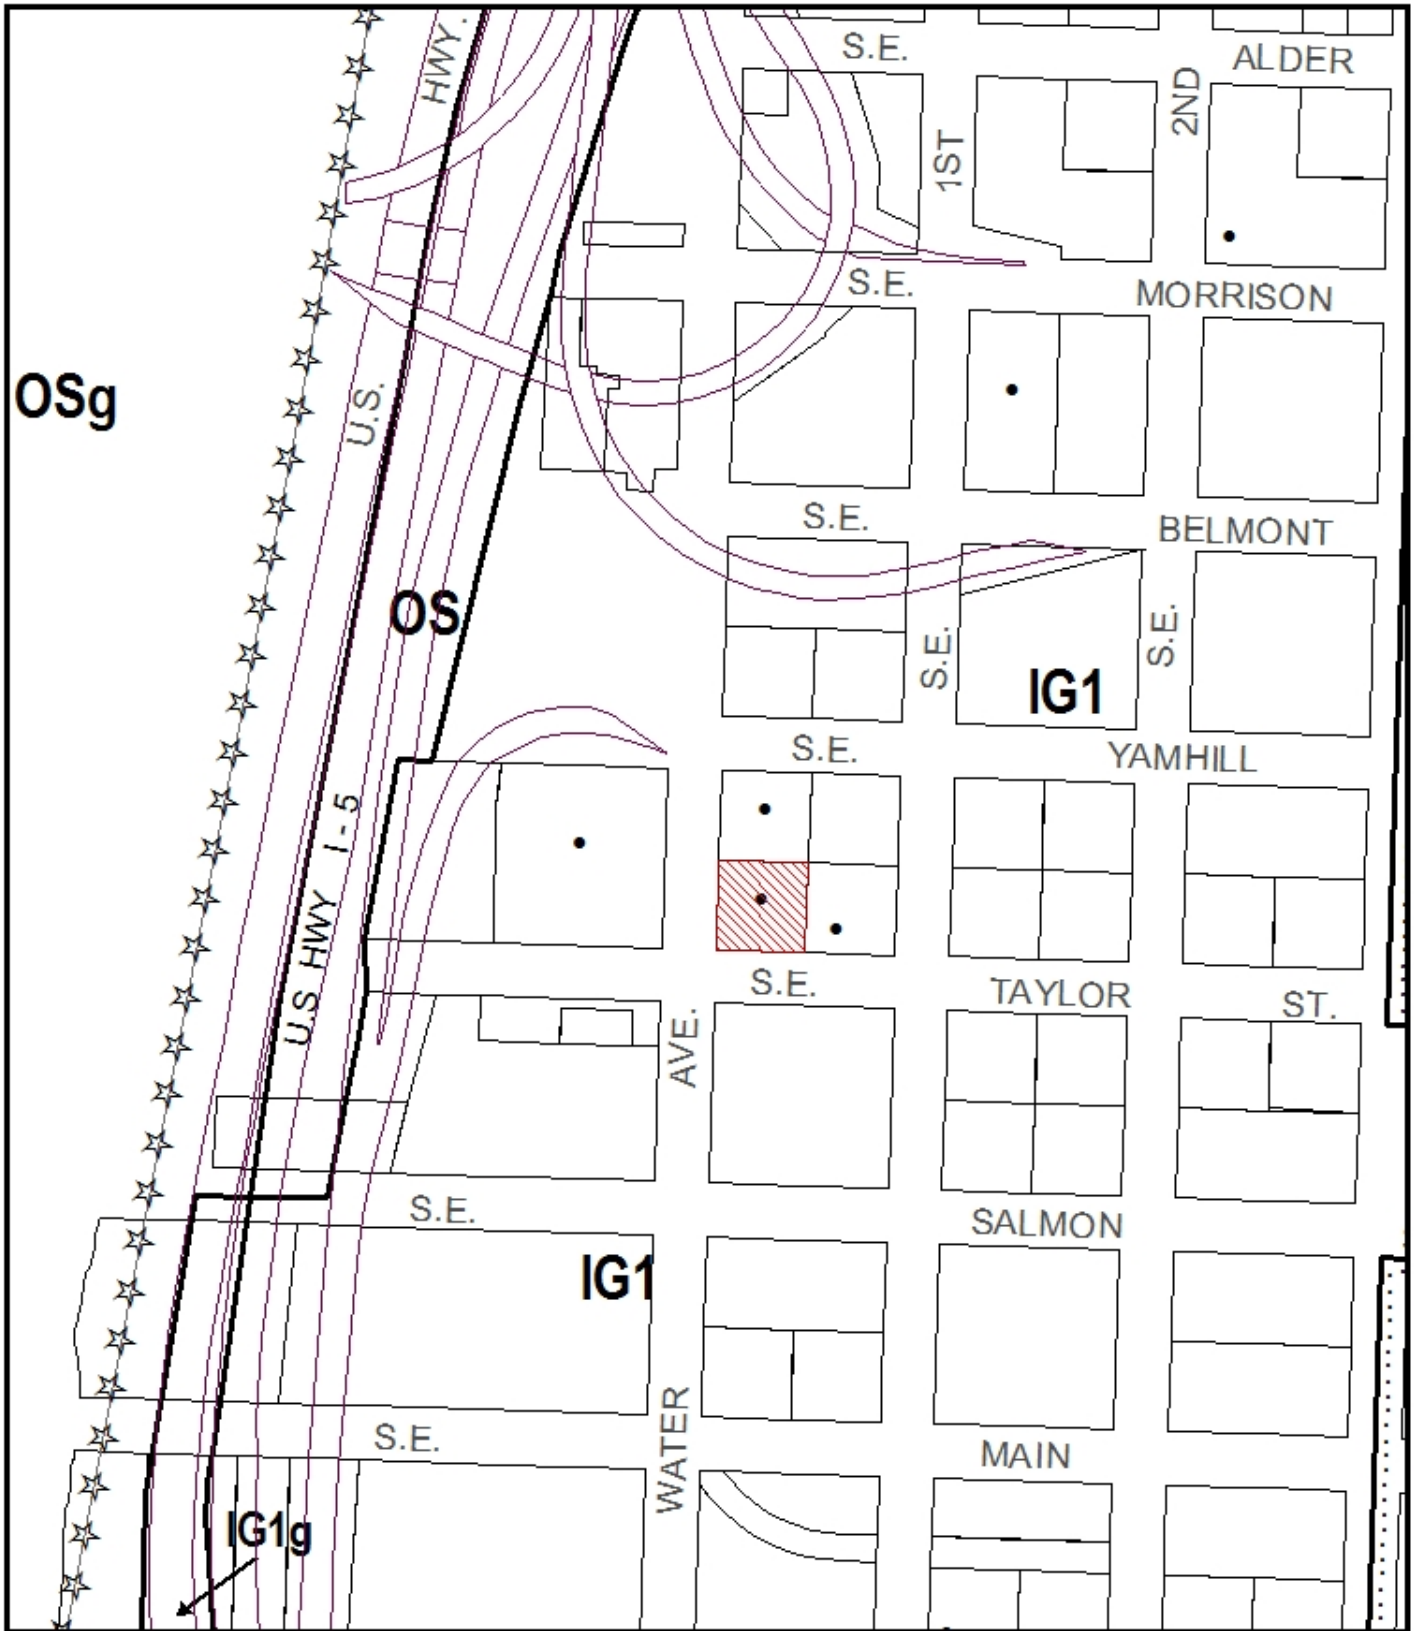 HWY.
S.E.
ALDER
2ND
1ST
S.E.
MORRISON
OSg
U.S.
S.E.
BELMONT
OS
S.E.
S.E.
IG1
S.E.
YAMHILL
U.S HWY I - 5
S.E.
TAYLOR
ST.
AVE.
S.E.
SALMON
IG1
WATER
S.E.
MAIN
IG1g